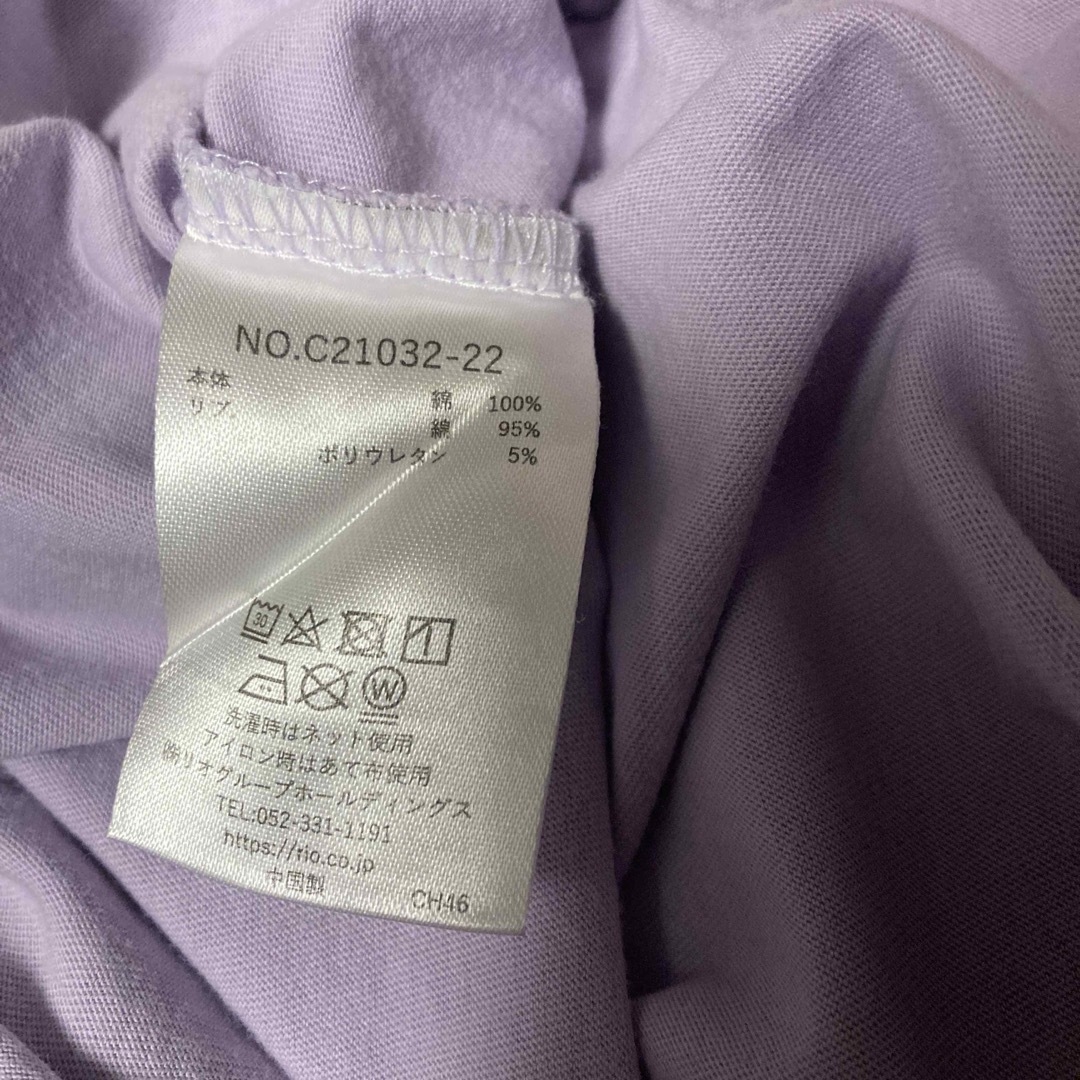 NO.C21032-22
本体 綿 100%
リブ 綿 95%
ポリウレタン 5%
30
W
洗濯時はネット使用
アイロン時はあて布使用
㈱リオグループホールディングス
TEL:052-331-1191
https://rio.co.jp
中国製 CH46